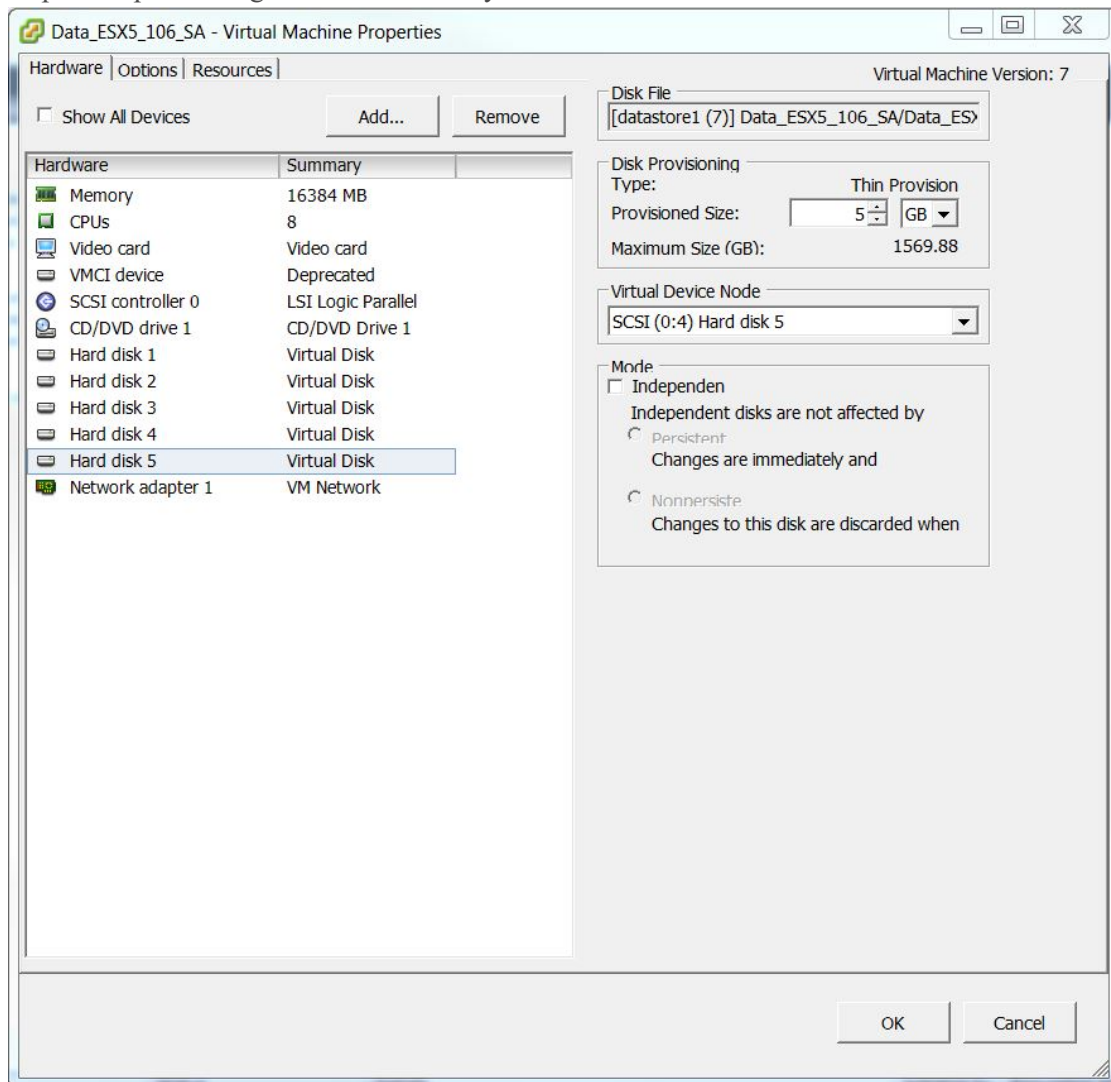 Data_ESX5_106_SA - Virtual Machine Properties
Hardware Options Resources
Virtual Machine Version: 7
Show All Devices
Add...
Remove
Hardware Summary
Memory 16384 MB
CPUs 8
Video card Video card
VMCI device Deprecated
SCSI controller 0 LSI Logic Parallel
CD/DVD drive 1 CD/DVD Drive 1
Hard disk 1 Virtual Disk
Hard disk 2 Virtual Disk
Hard disk 3 Virtual Disk
Hard disk 4 Virtual Disk
Hard disk 5 Virtual Disk
Network adapter 1 VM Network
Disk File
[datastore1 (7)] Data_ESX5_106_SA/Data_ESX
Disk Provisioning
Type: Thin Provision
Provisioned Size: 5 GB
Maximum Size (GB): 1569.88
Virtual Device Node
SCSI (0:4) Hard disk 5
Mode
Independen
Independent disks are not affected by
Persistent
Changes are immediately and
Nonpersiste
Changes to this disk are discarded when
OK
Cancel